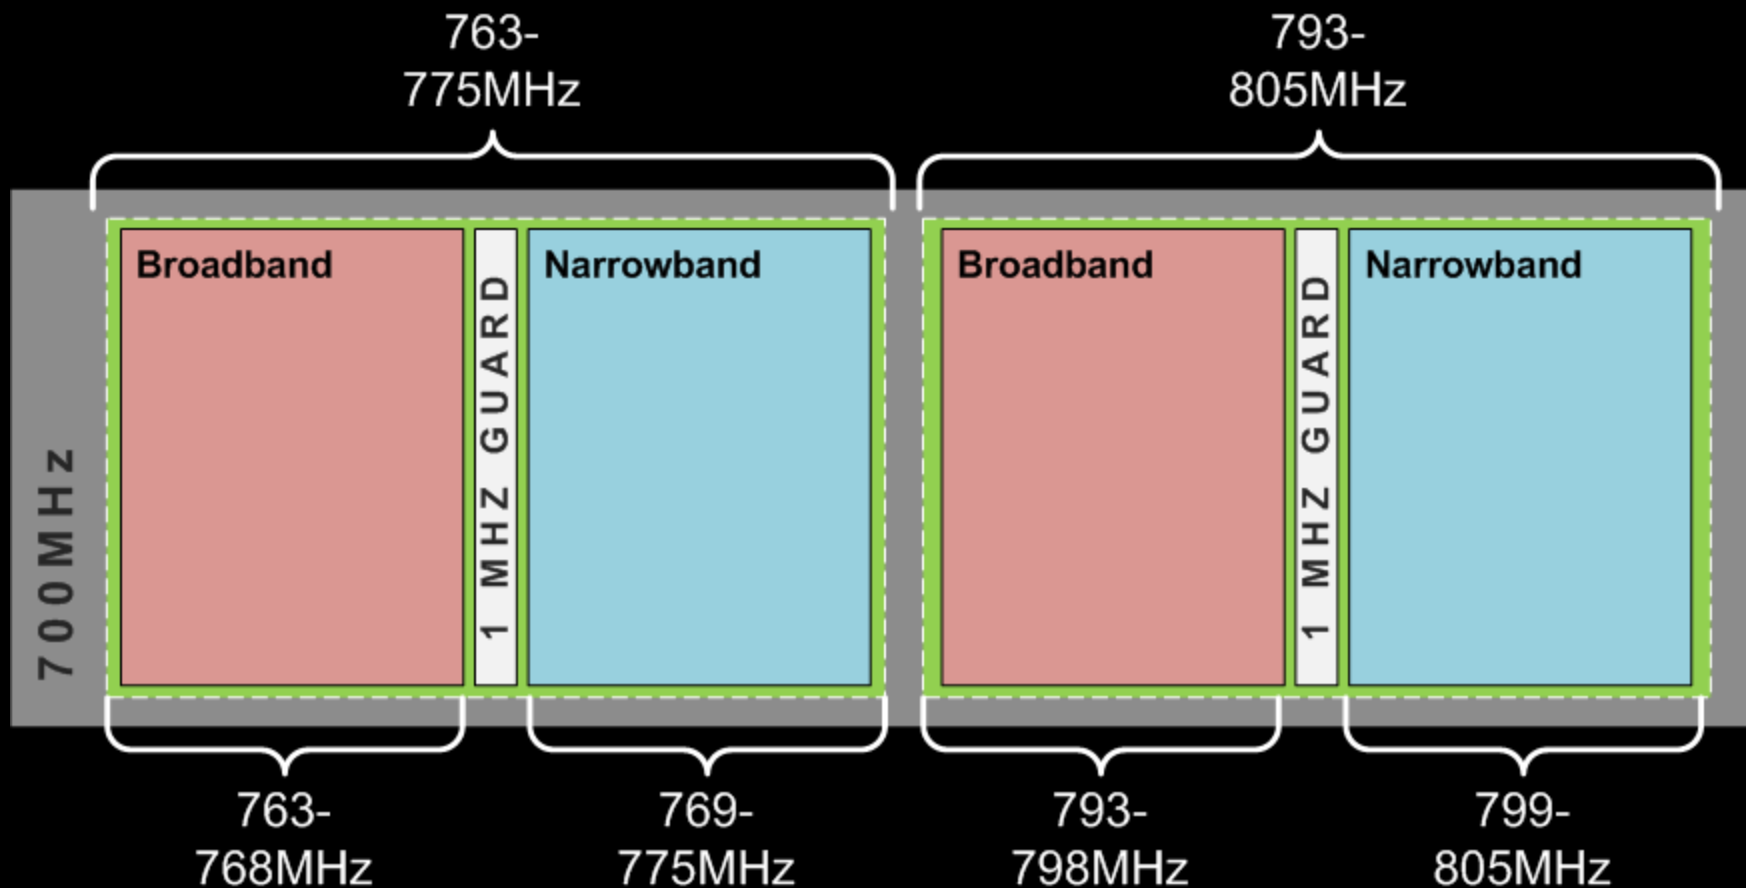 763-
775MHz
793-
805MHz
700MHz
Broadband
1 MHZ GUARD
Narrowband
Broadband
1 MHZ GUARD
Narrowband
763-
768MHz
769-
775MHz
793-
798MHz
799-
805MHz